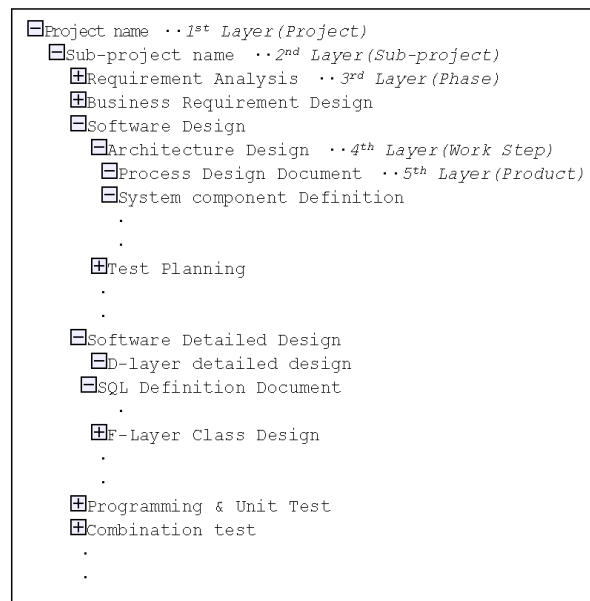 Project name ··1st Layer(Project)
Sub-project name ··2nd Layer(Sub-project)
Requirement Analysis ··3rd Layer(Phase)
Business Requirement Design
Software Design
Architecture Design ··4th Layer(Work Step)
Process Design Document ··5th Layer(Product)
System component Definition
.
.
Test Planning
.
.
Software Detailed Design
D-layer detailed design
SQL Definition Document
.
F-Layer Class Design
.
.
Programming & Unit Test
Combination test
.
.